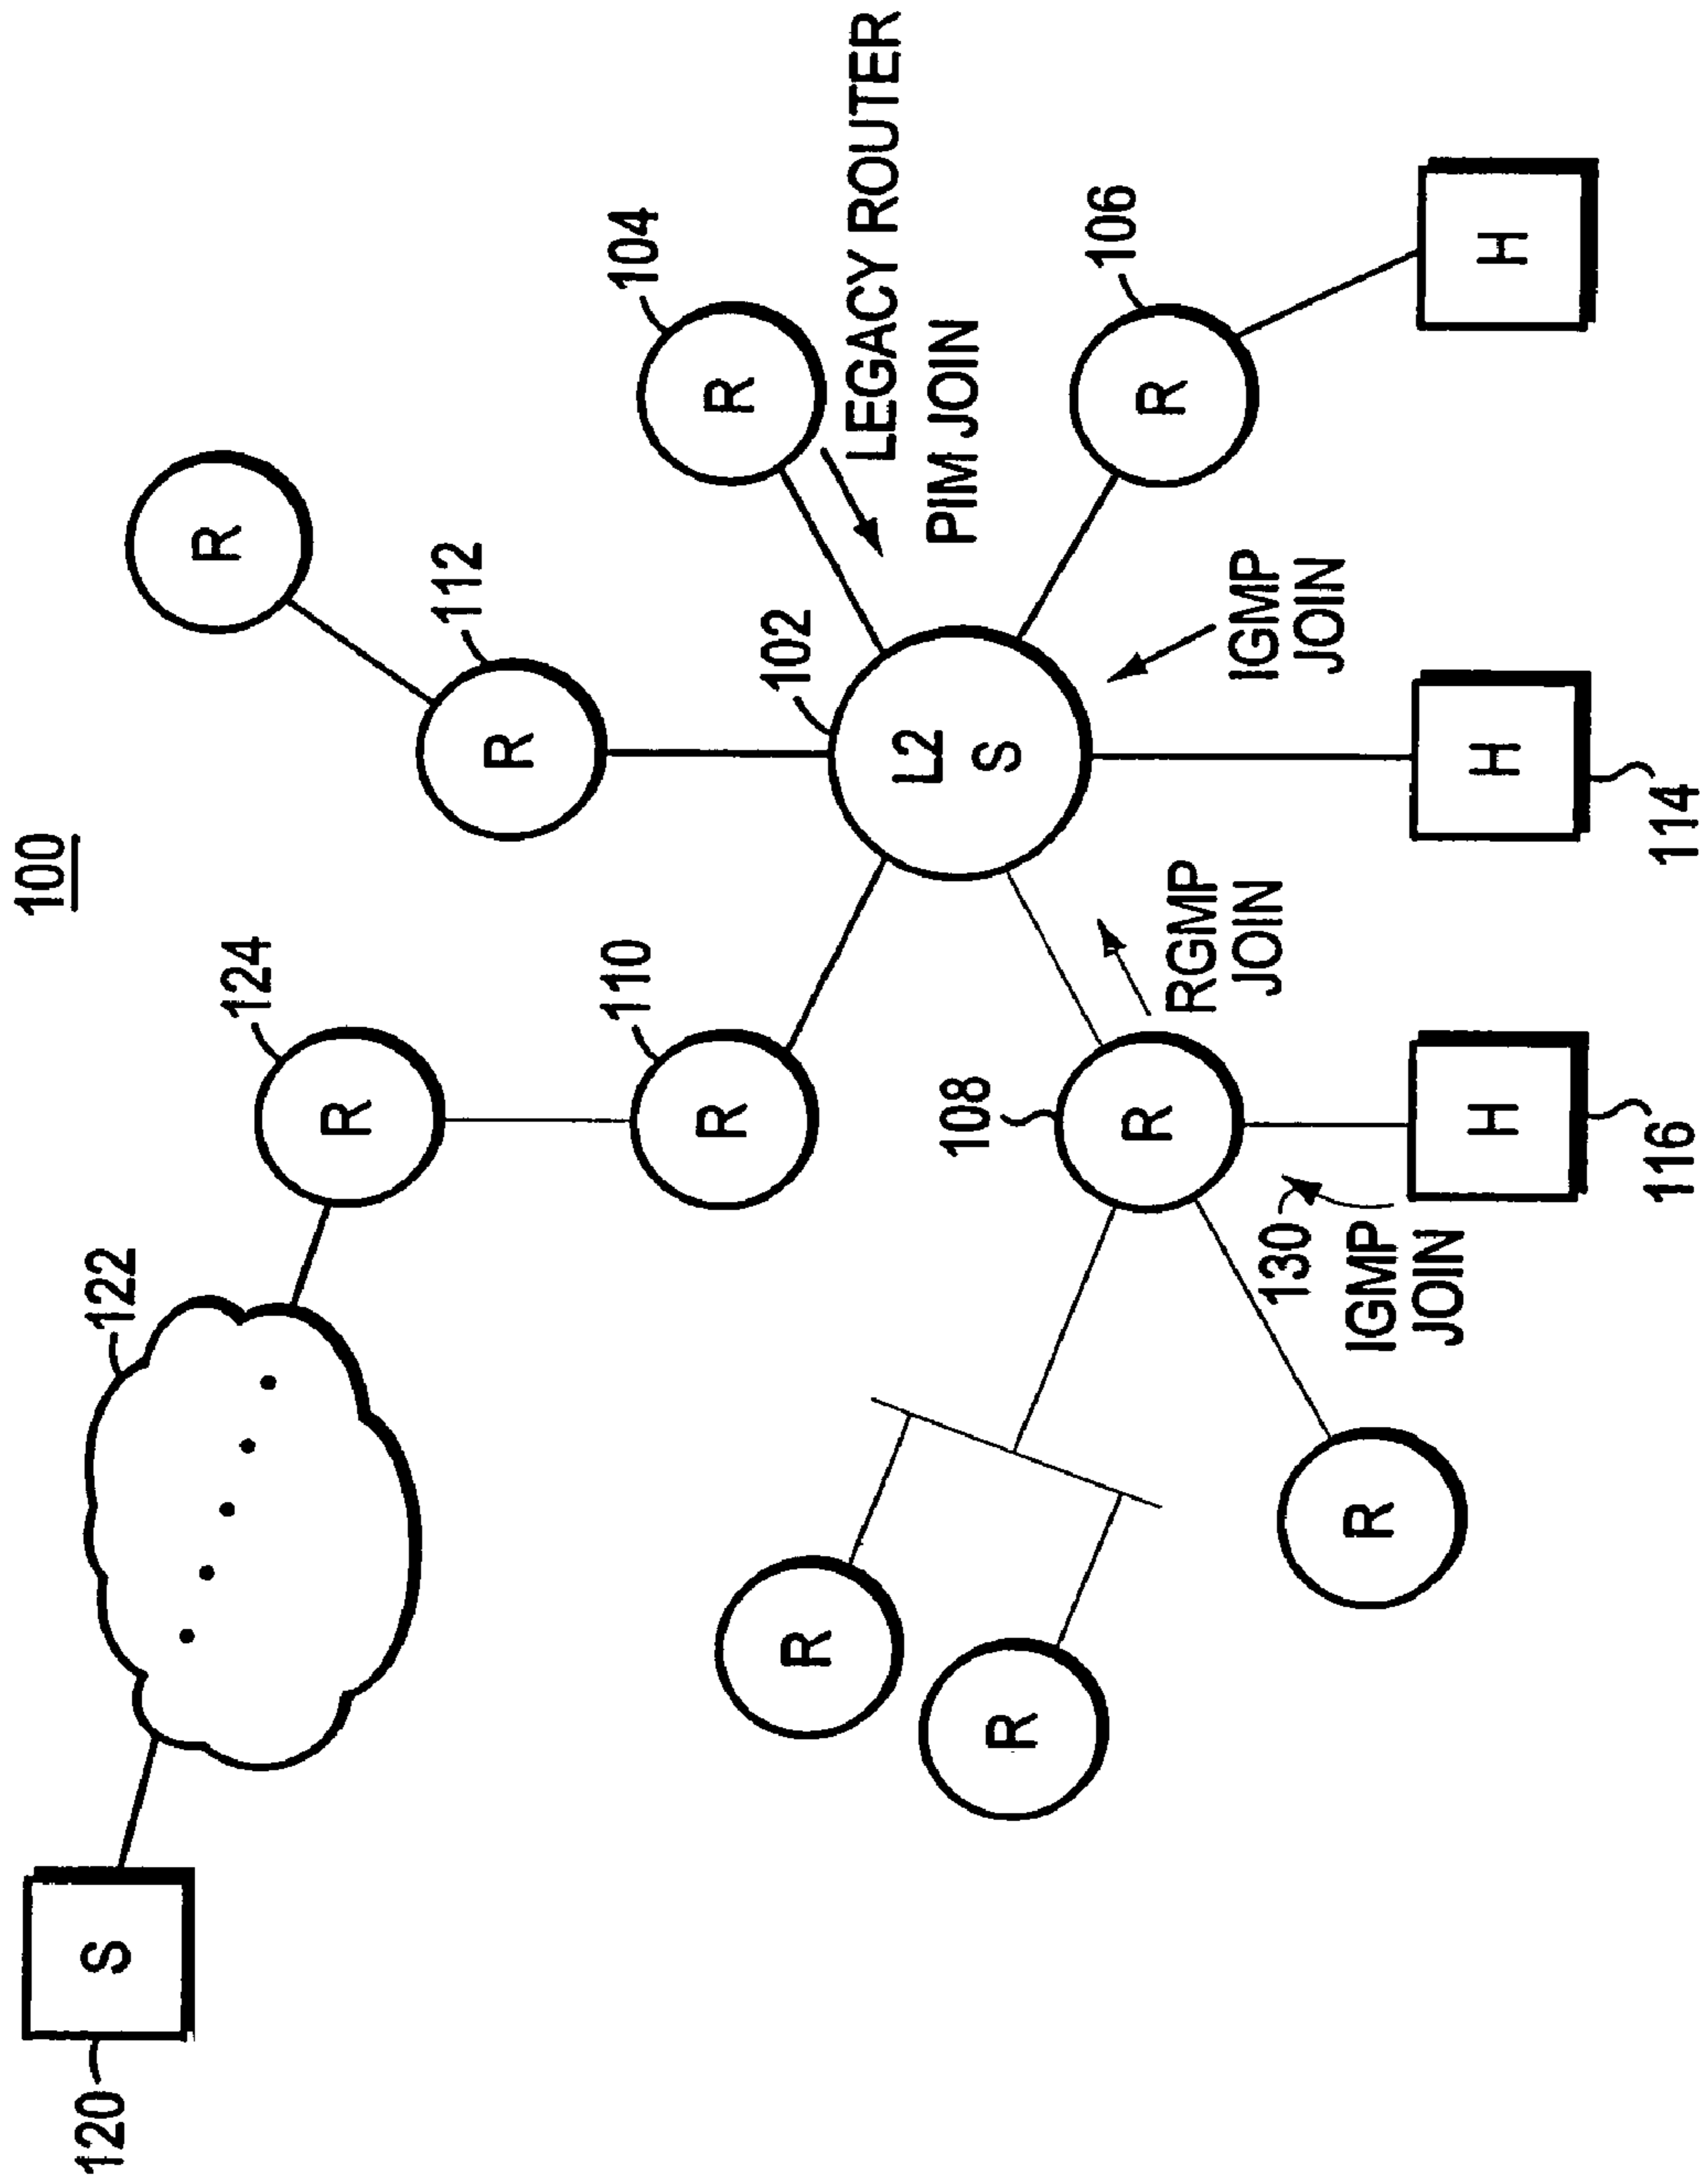 100
120
S
122
R
124
R
112
R
110
104
R
R
102
R
LEGACY ROUTER
L2
S
PIM JOIN
108
R
106
R
R
RGMP
JOIN
IGMP
JOIN
130
IGMP
JOIN
R
H
H
H
116
114